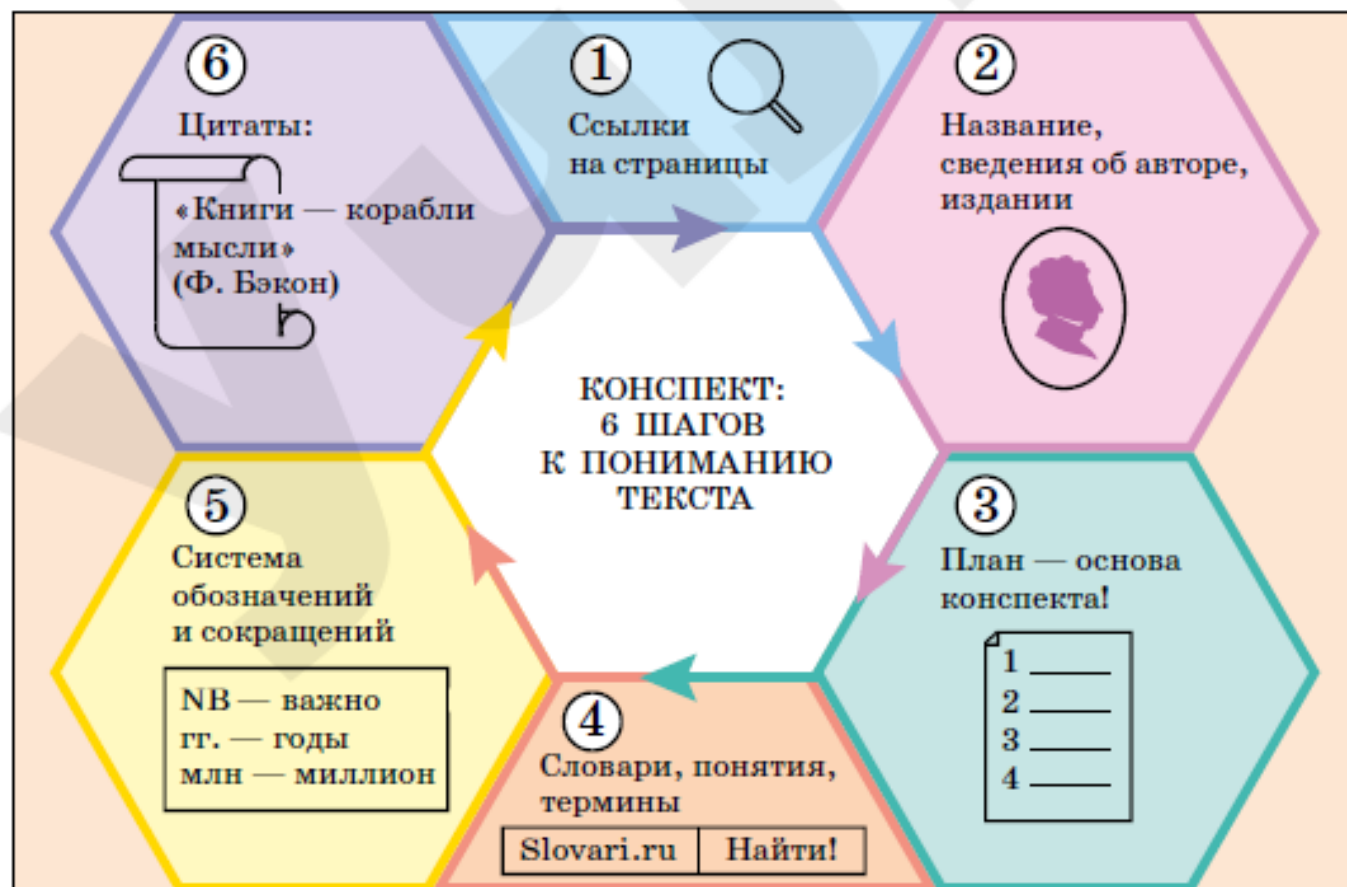 6
Цитаты:
«Книги — корабли
мысли»
(Ф. Бэкон)
1
Ссылки
на страницы
2
Название,
сведения об авторе,
издании
КОНСПЕКТ:
6 ШАГОВ
К ПОНИМАНИЮ
ТЕКСТА
5
Система
обозначений
и сокращений
NB — важно
гг. — годы
млн — миллион
4
Словари, понятия,
термины
Slovari.ru Найти!
3
План — основа
конспекта!
1
2
3
4